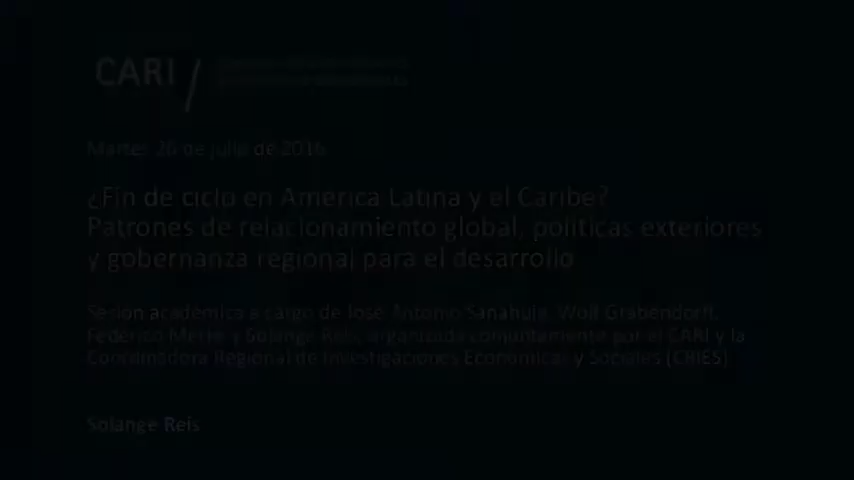 CARI /
Martes 26 de julio de 2016
¿Fin de ciclo en América Latina y el Caribe?
Patrones de relacionamiento global, políticas exteriores
y gobernanza regional para el desarrollo
Sesión académica a cargo de José Antonio Sanahuja, Wolf Grabendorff,
Federico Merke y Solange Reis, organizada conjuntamente por el CARI y la
Coordinadora Regional de Investigaciones Económicas y Sociales (CRIES)
Solange Reis